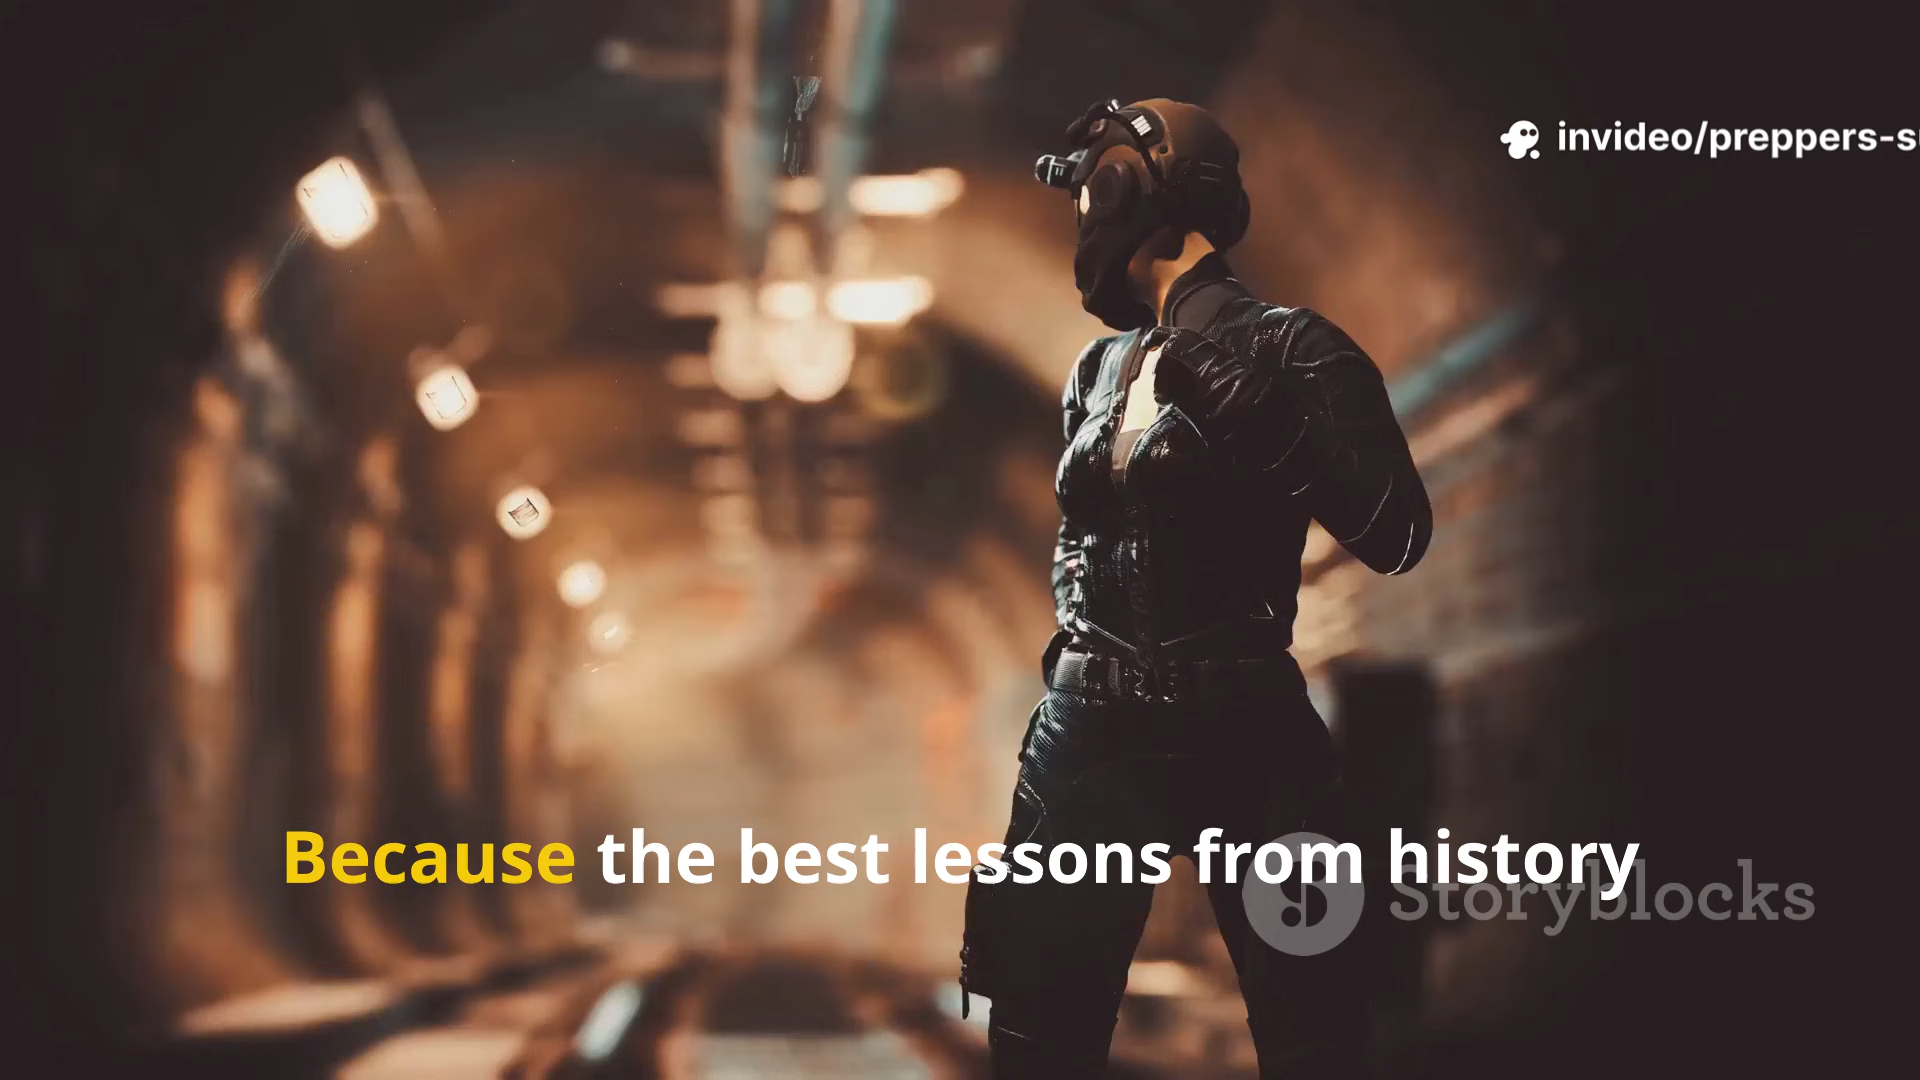 invideo/preppers-s
Because the best lessons from history
Storyblocks